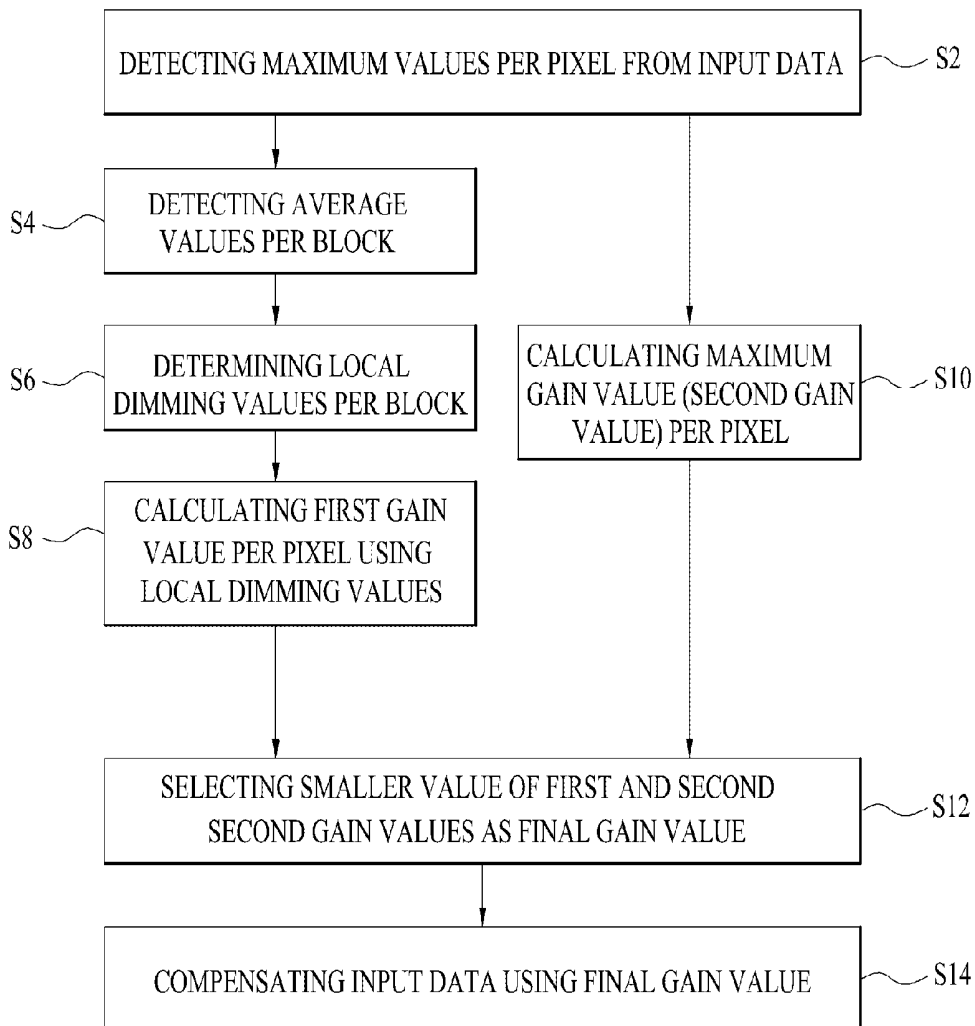 DETECTING MAXIMUM VALUES PER PIXEL FROM INPUT DATA
S2
S4
DETECTING AVERAGE
VALUES PER BLOCK
S6
DETERMINING LOCAL
DIMMING VALUES PER BLOCK
CALCULATING MAXIMUM
GAIN VALUE (SECOND GAIN
VALUE) PER PIXEL
S10
S8
CALCULATING FIRST GAIN
VALUE PER PIXEL USING
LOCAL DIMMING VALUES
SELECTING SMALLER VALUE OF FIRST AND SECOND
SECOND GAIN VALUES AS FINAL GAIN VALUE
S12
COMPENSATING INPUT DATA USING FINAL GAIN VALUE
S14